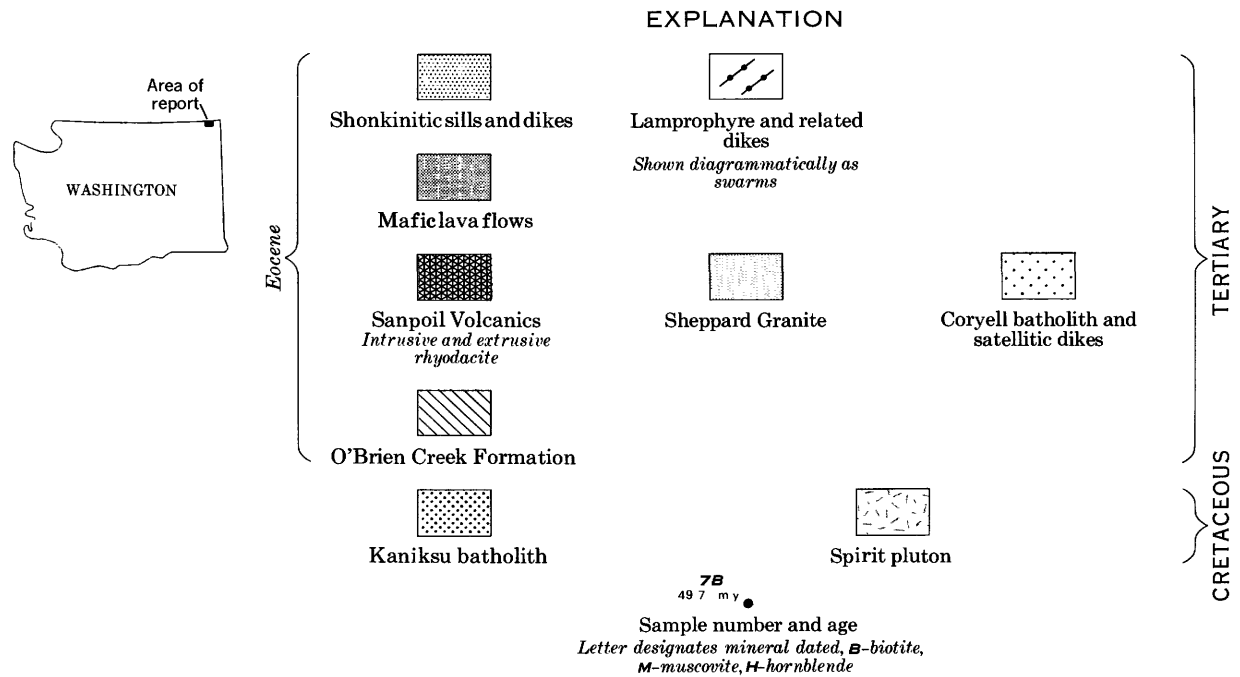 EXPLANATION
Area of
report
WASHINGTON
Eocene
Shonkinitic sills and dikes
Lamprophyre and related
dikes
Shown diagrammatically as
swarms
Mafic lava flows
Sanpoil Volcanics
Intrusive and extrusive
rhyodacite
Sheppard Granite
Coryell batholith and
satellitic dikes
O'Brien Creek Formation
TERTIARY
Kaniksu batholith
Spirit pluton
CRETACEOUS
7B
49 7 m y
Sample number and age
Letter designates mineral dated, B-biotite,
M-muscovite, H-hornblende